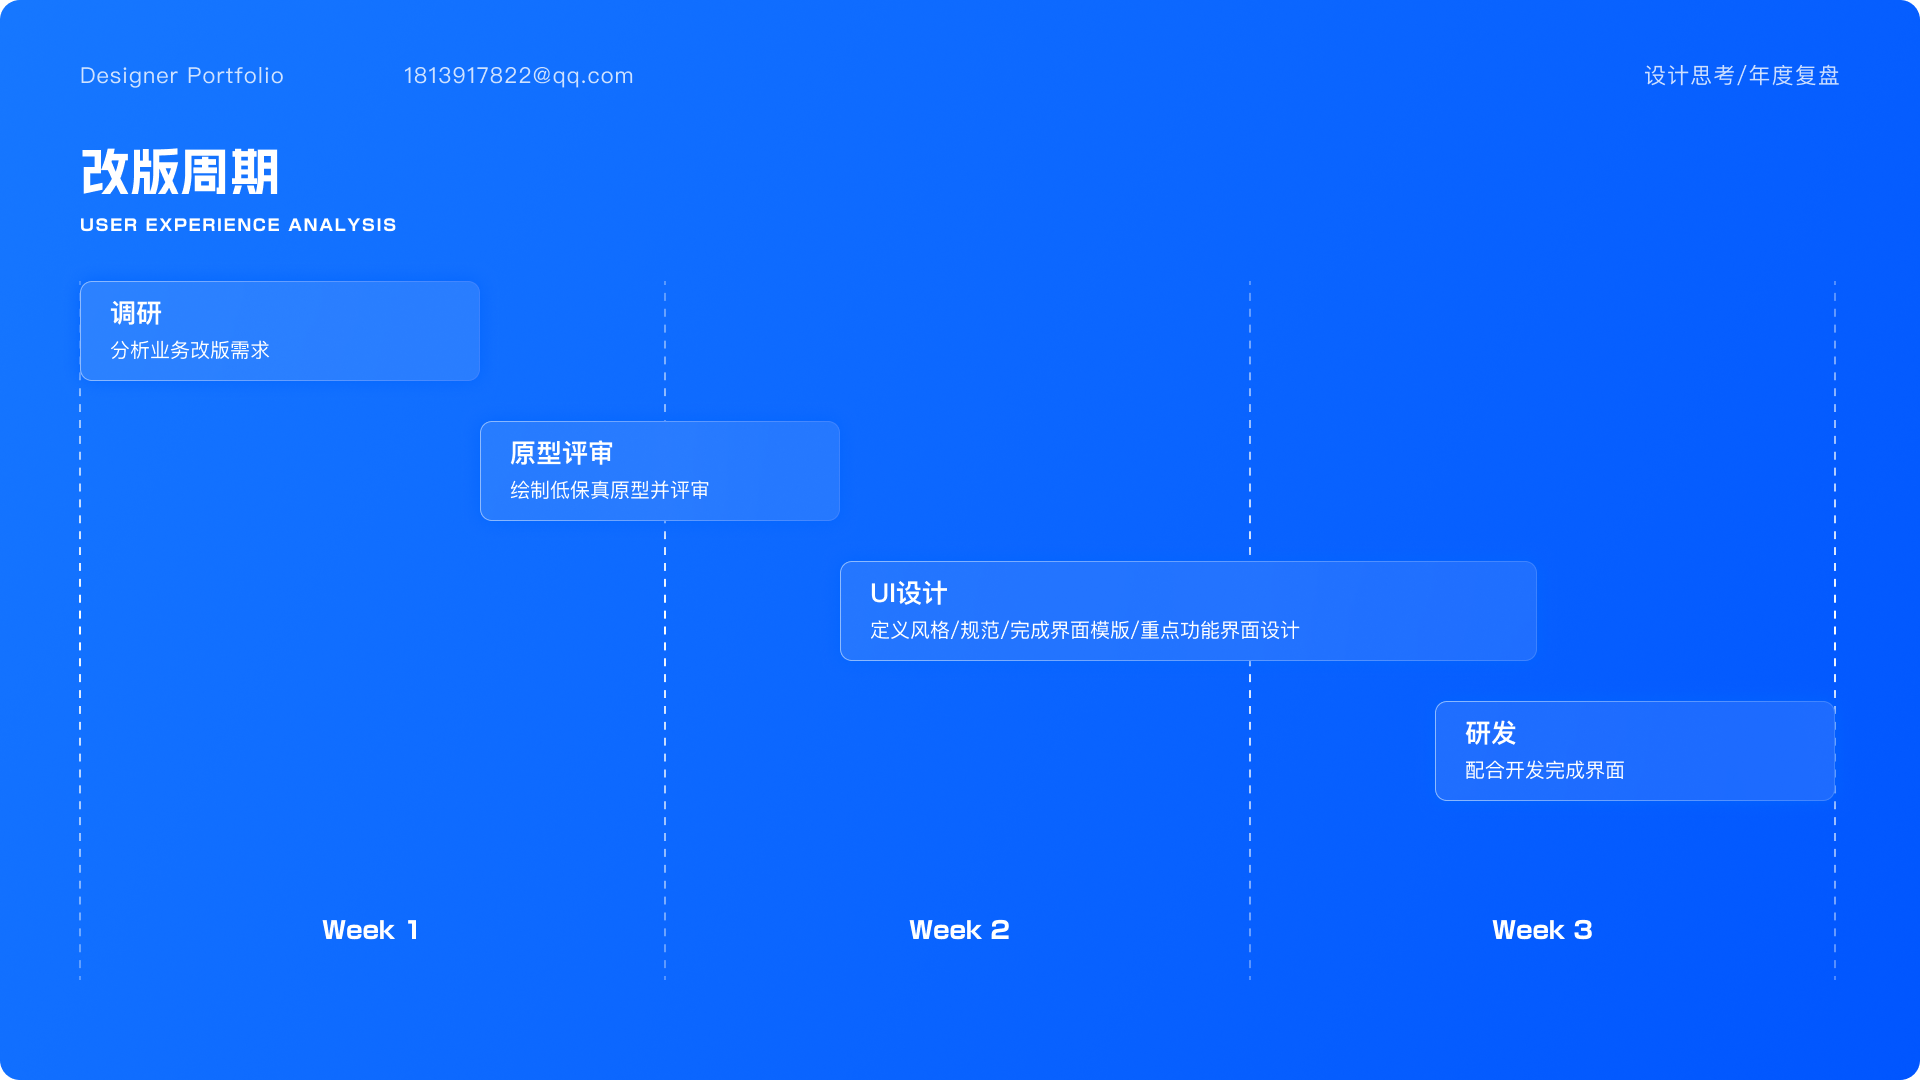 Designer Portfolio
1813917822@qq.com
设计思考/年度复盘
改版周期
USER EXPERIENCE ANALYSIS
调研
分析业务改版需求
原型评审
绘制低保真原型并评审
UI设计
定义风格/规范/完成界面模版/重点功能界面设计
研发
配合开发完成界面
Week 1
Week 2
Week 3